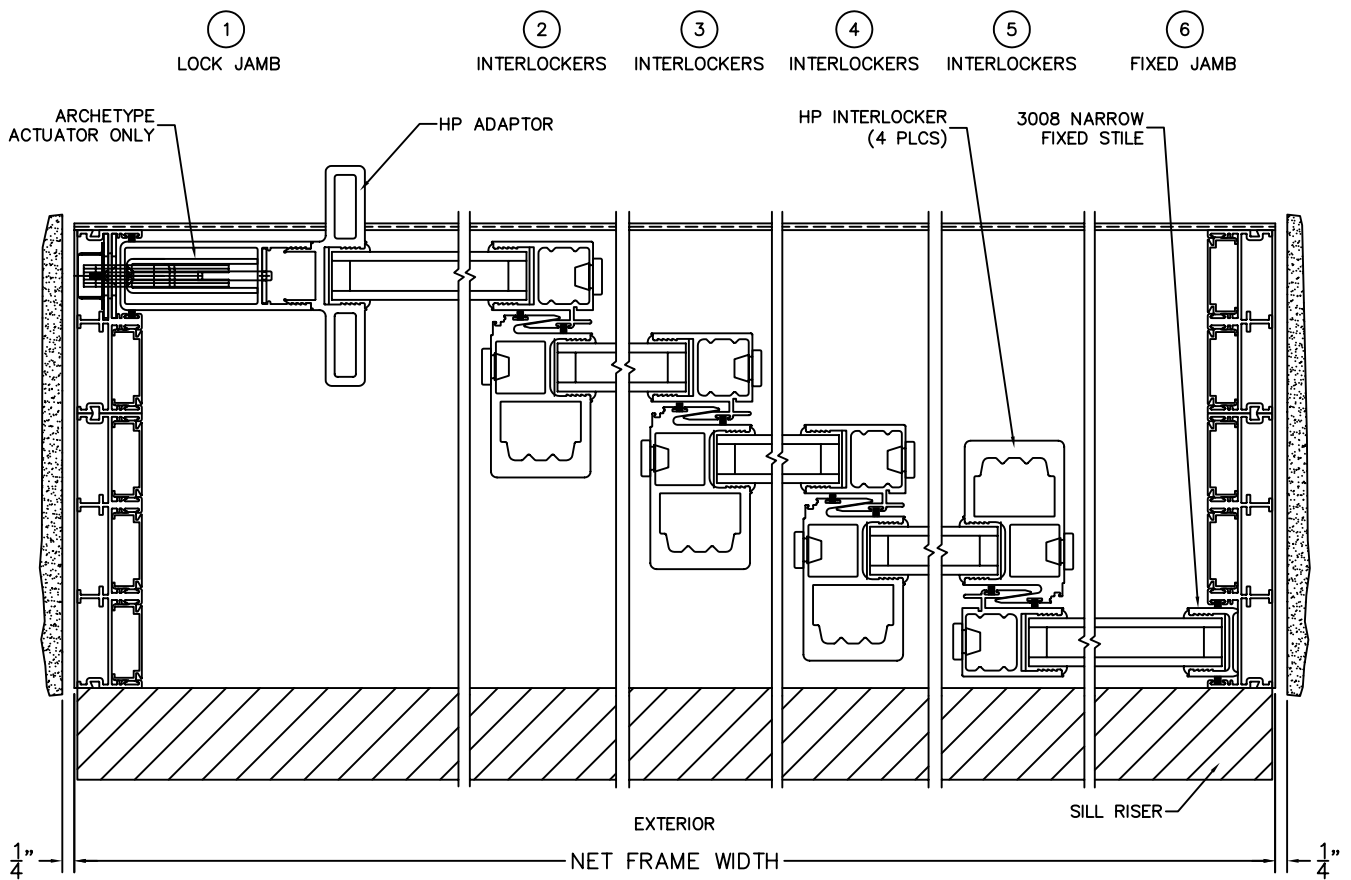 1
LOCK JAMB
2
INTERLOCKERS
3
INTERLOCKERS
4
INTERLOCKERS
5
INTERLOCKERS
6
FIXED JAMB
ARCHETYPE
ACTUATOR ONLY
HP ADAPTOR
HP INTERLOCKER
(4 PLCS)
3008 NARROW
FIXED STILE
SILL RISER
EXTERIOR
1/4"
NET FRAME WIDTH
1/4"